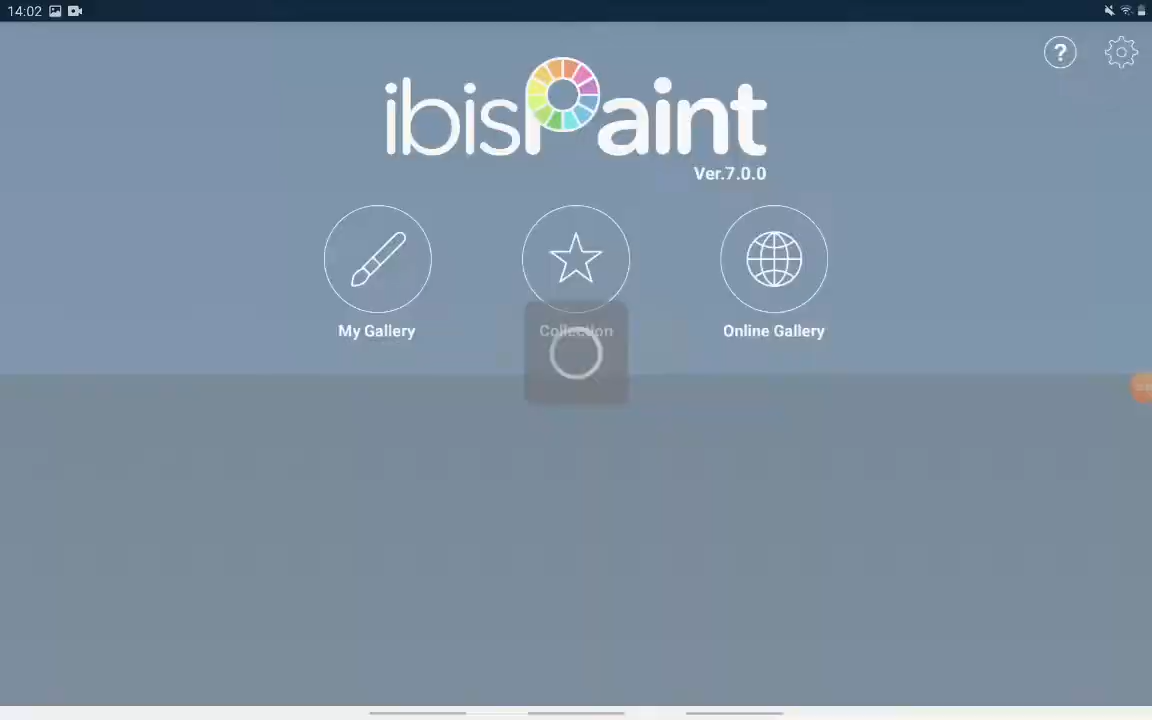 14:02
?
ibisPaint
Ver.7.0.0
My Gallery
Collection
Online Gallery